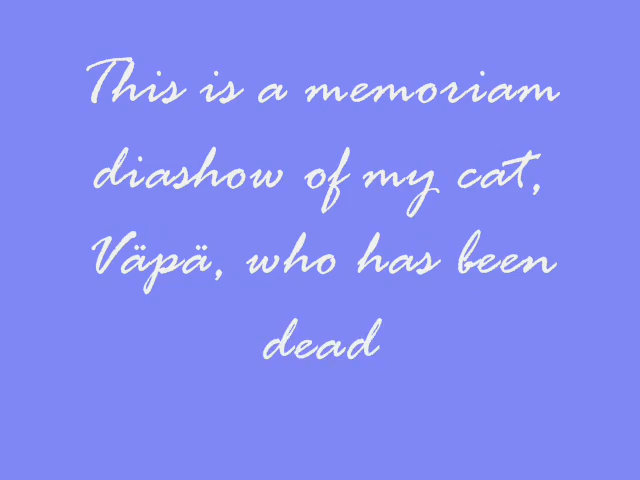 This is a memoriam
diashow of my cat,
Väpä, who has been
dead